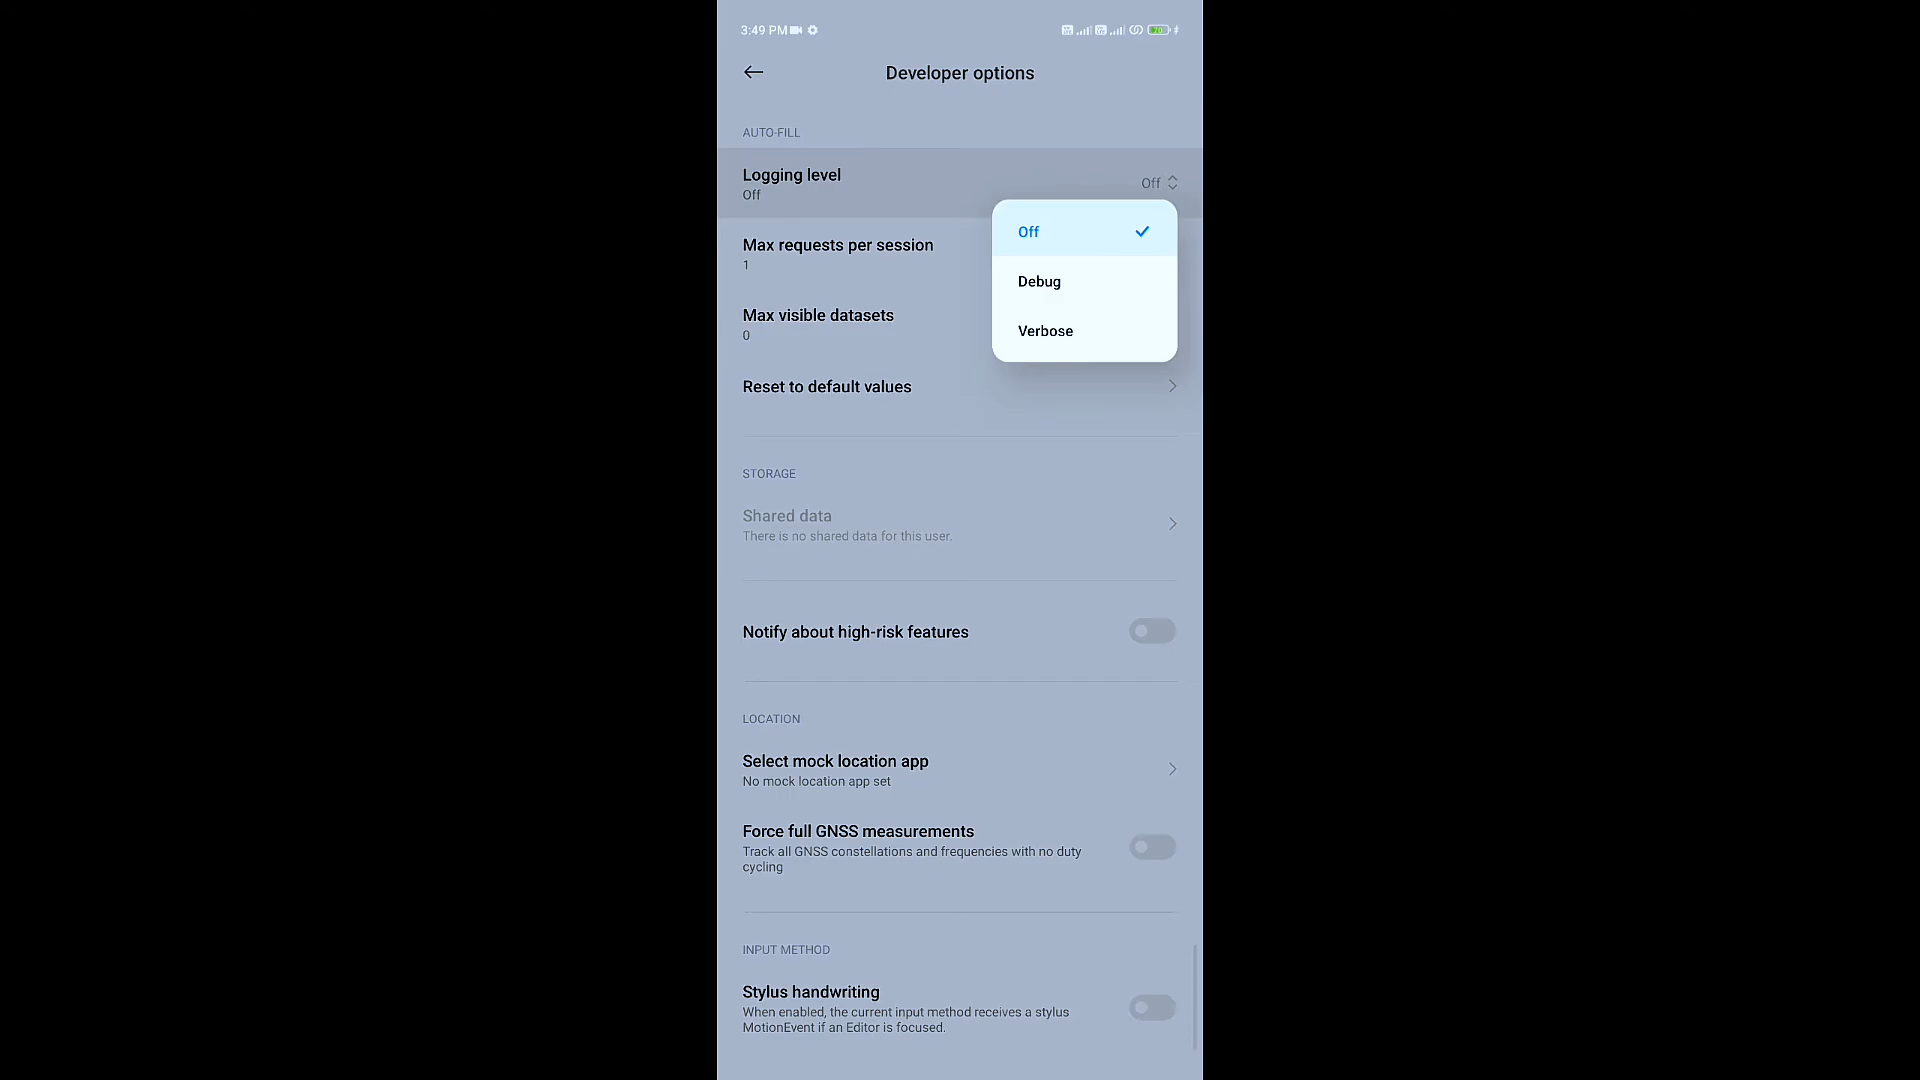 3:49 PM
70
Developer options
AUTO-FILL
Logging level
Off
Off
Off
Debug
Verbose
Max requests per session
1
Max visible datasets
0
Reset to default values
STORAGE
Shared data
There is no shared data for this user.
Notify about high-risk features
LOCATION
Select mock location app
No mock location app set
Force full GNSS measurements
Track all GNSS constellations and frequencies with no duty
cycling
INPUT METHOD
Stylus handwriting
When enabled, the current input method receives a stylus
MotionEvent if an Editor is focused.